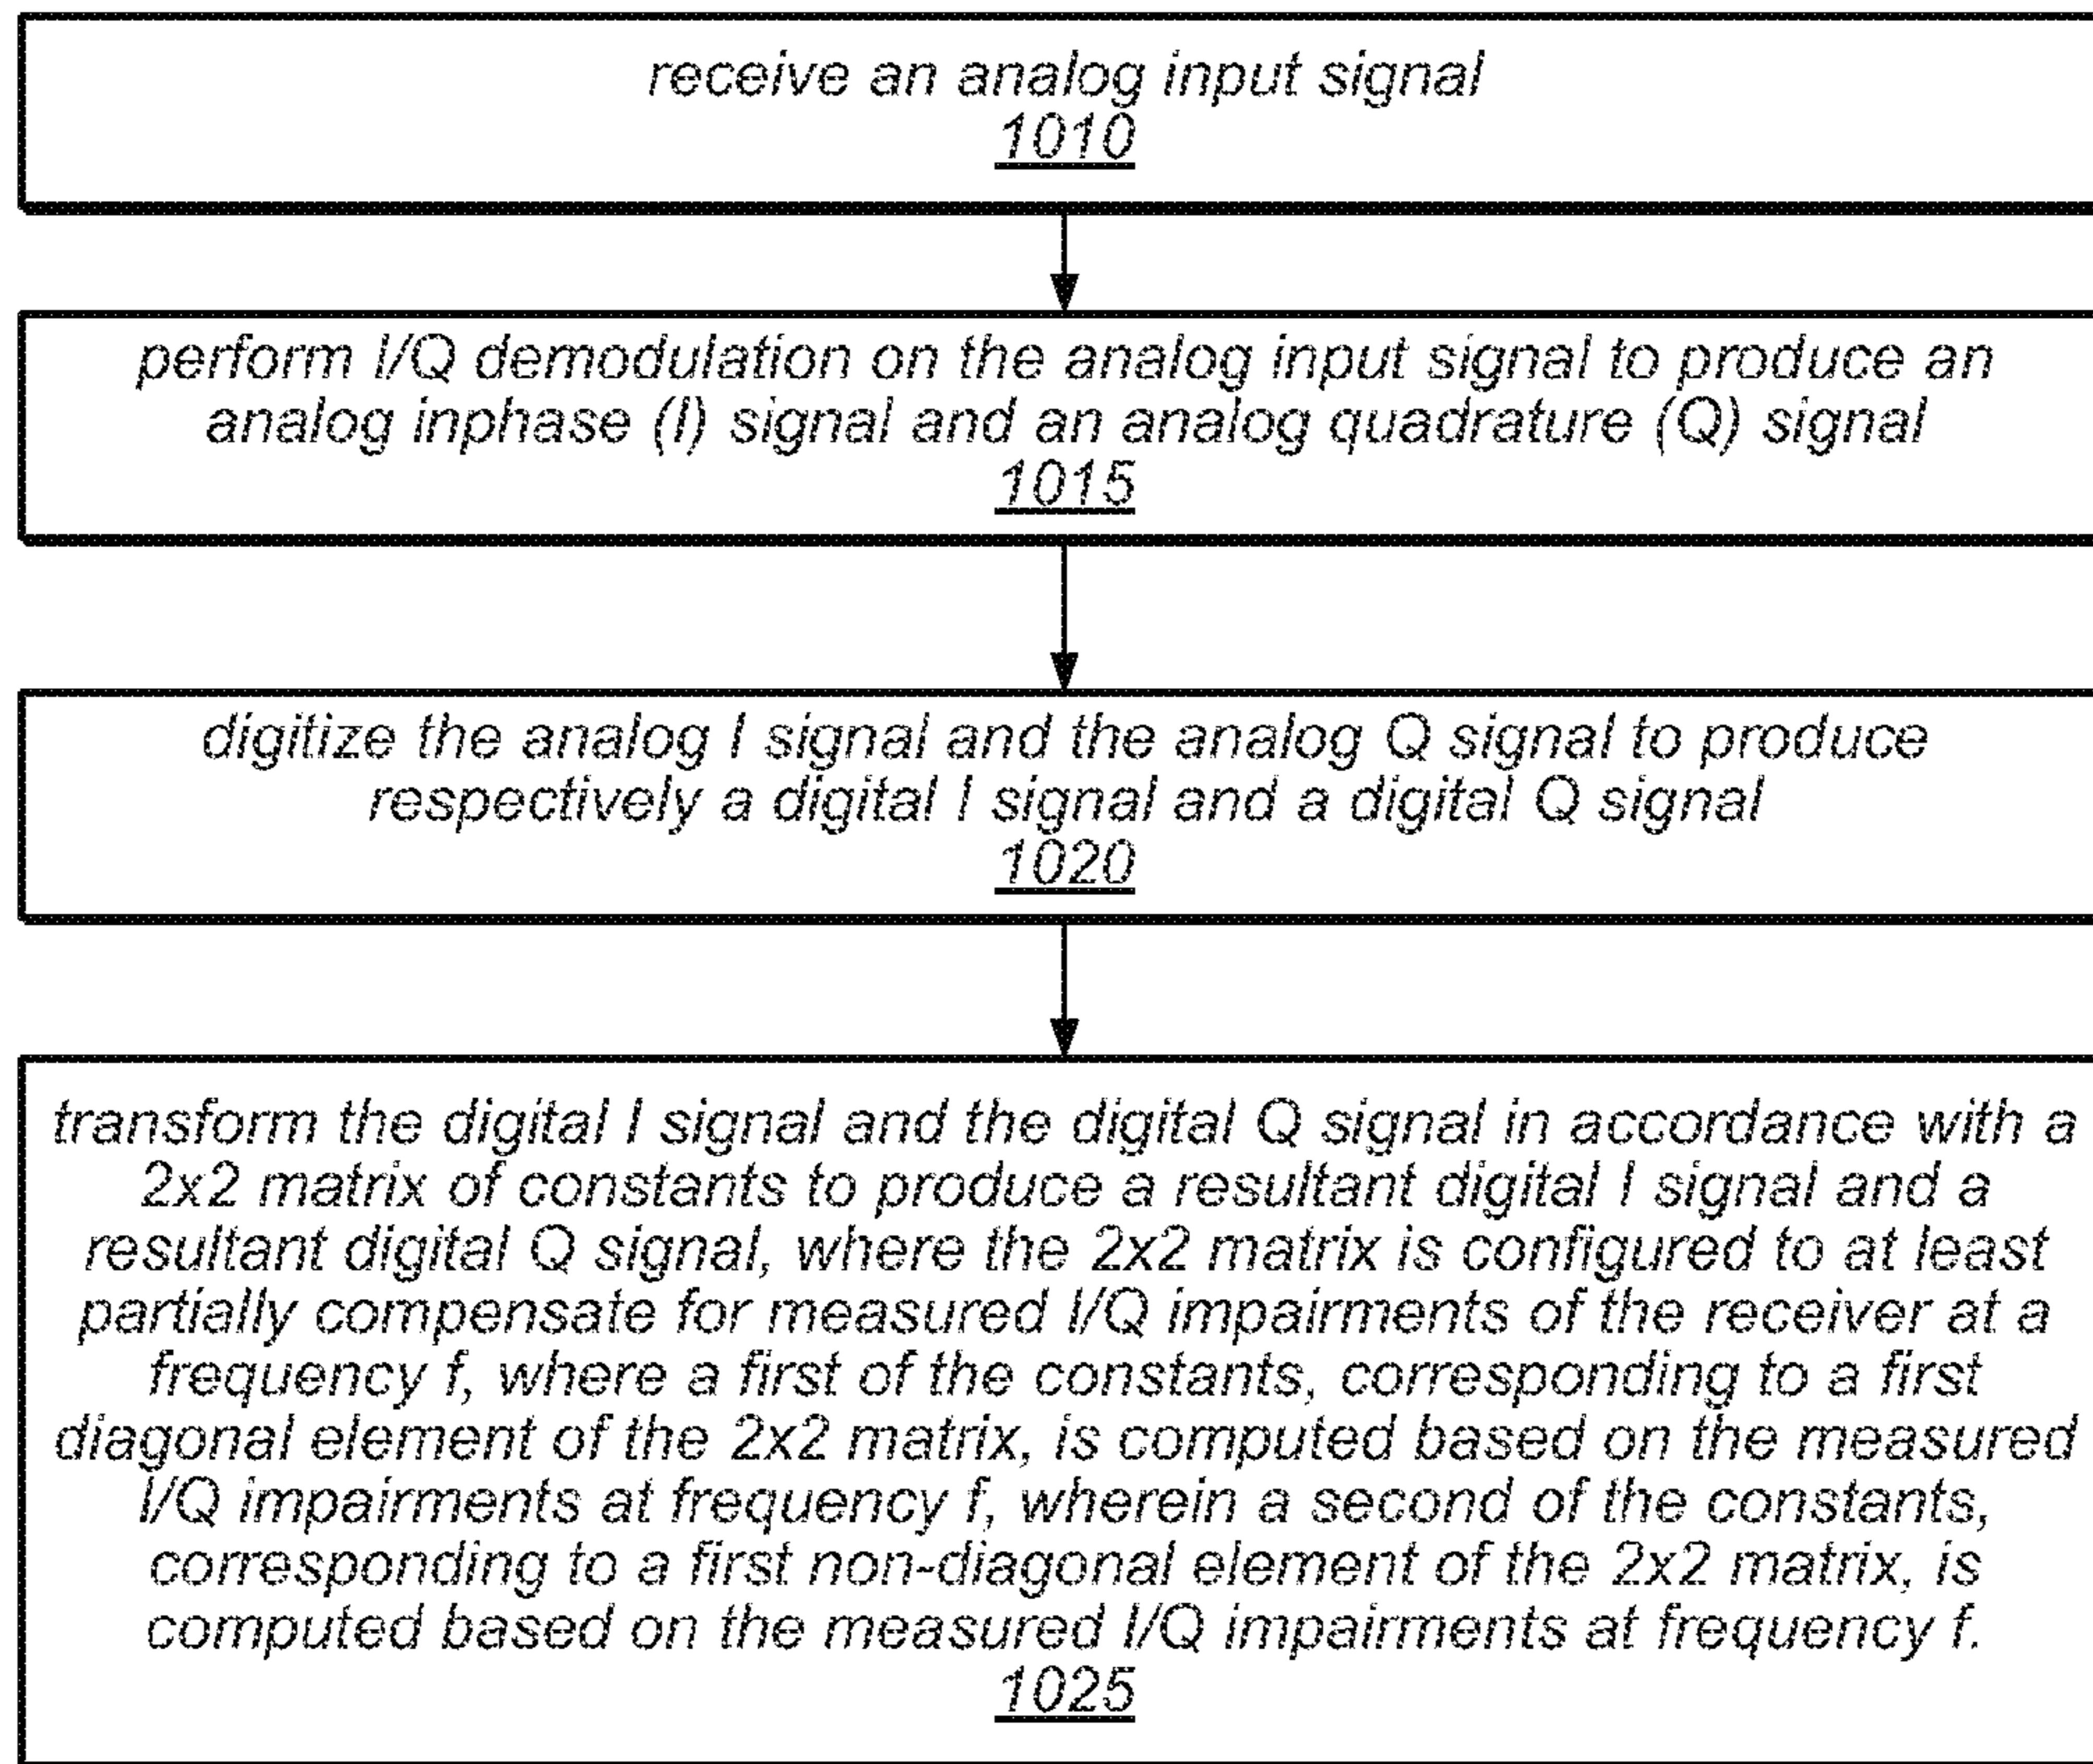 receive an analog input signal
1010
perform I/Q demodulation on the analog input signal to produce an
analog inphase (I) signal and an analog quadrature (Q) signal
1015
digitize the analog I signal and the analog Q signal to produce
respectively a digital I signal and a digital Q signal
1020
transform the digital I signal and the digital Q signal in accordance with a
2x2 matrix of constants to produce a resultant digital I signal and a
resultant digital Q signal, where the 2x2 matrix is configured to at least
partially compensate for measured I/Q impairments of the receiver at a
frequency f, where a first of the constants, corresponding to a first
diagonal element of the 2x2 matrix, is computed based on the measured
I/Q impairments at frequency f, wherein a second of the constants,
corresponding to a first non-diagonal element of the 2x2 matrix, is
computed based on the measured I/Q impairments at frequency f.
1025